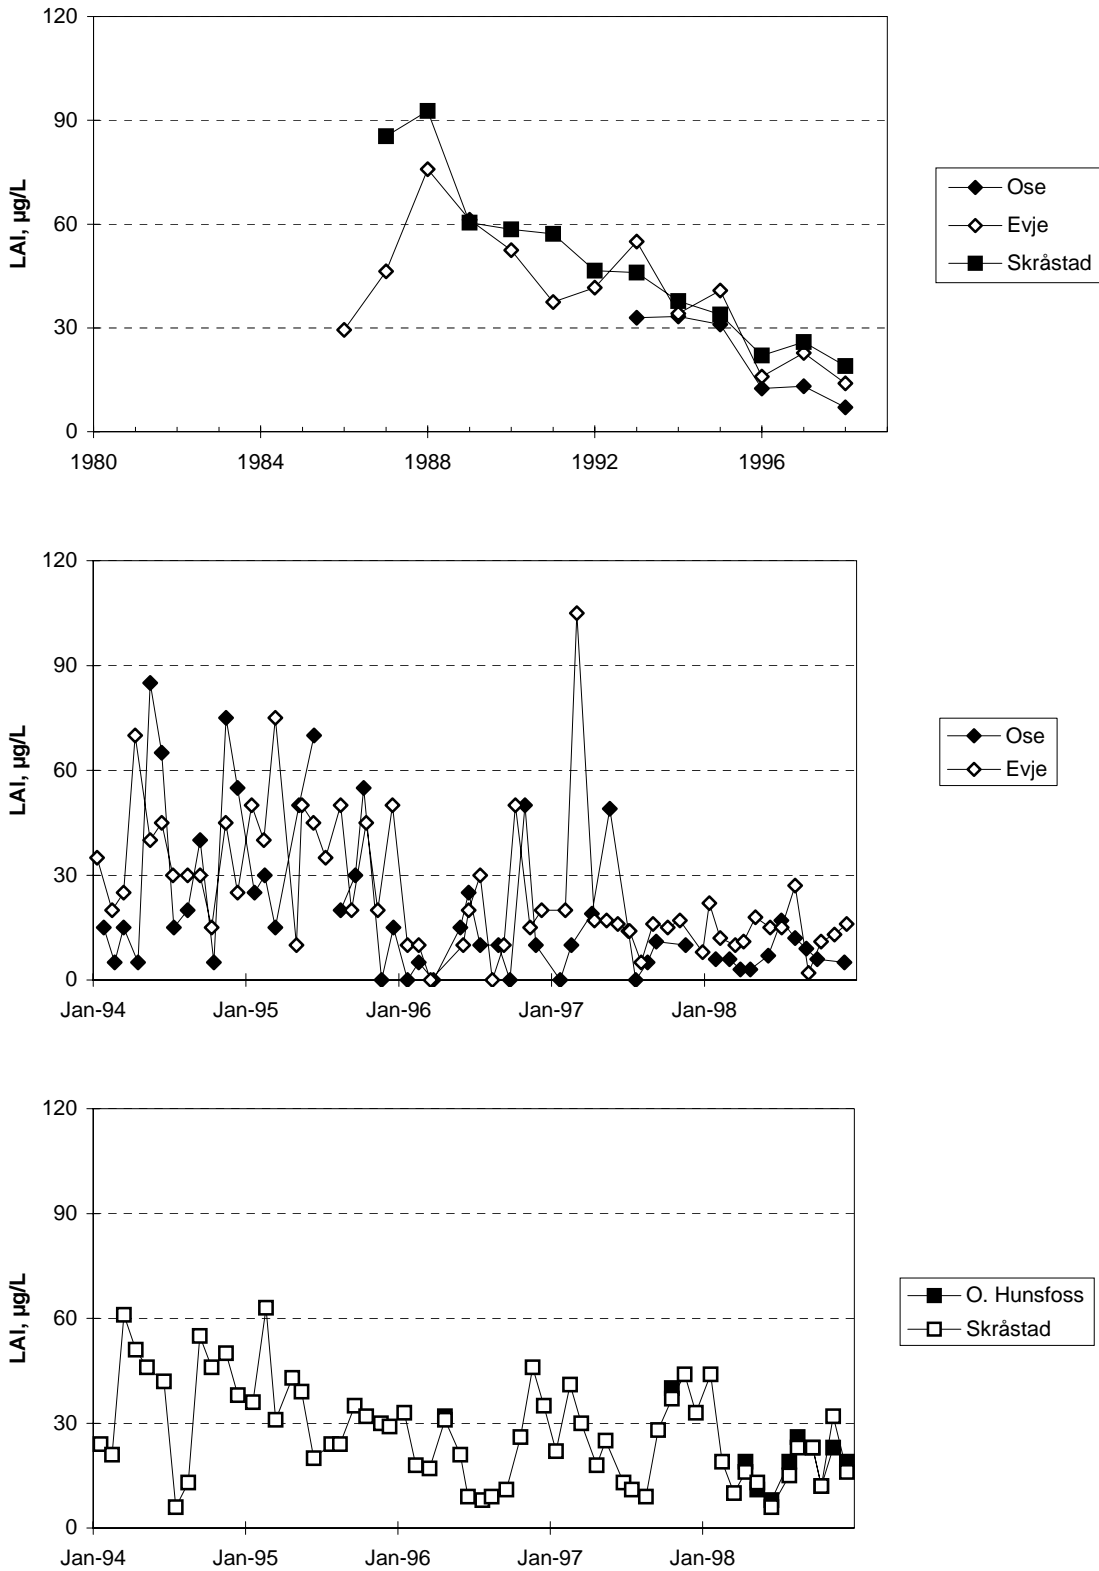 120
90
60
30
0
LAl, µg/L
1980
1984
1988
1992
1996
Ose
Evje
Skråstad
120
90
60
30
0
LAl, µg/L
Jan-94
Jan-95
Jan-96
Jan-97
Jan-98
Ose
Evje
120
90
60
30
0
LAl, µg/L
Jan-94
Jan-95
Jan-96
Jan-97
Jan-98
O. Hunsfoss
Skråstad